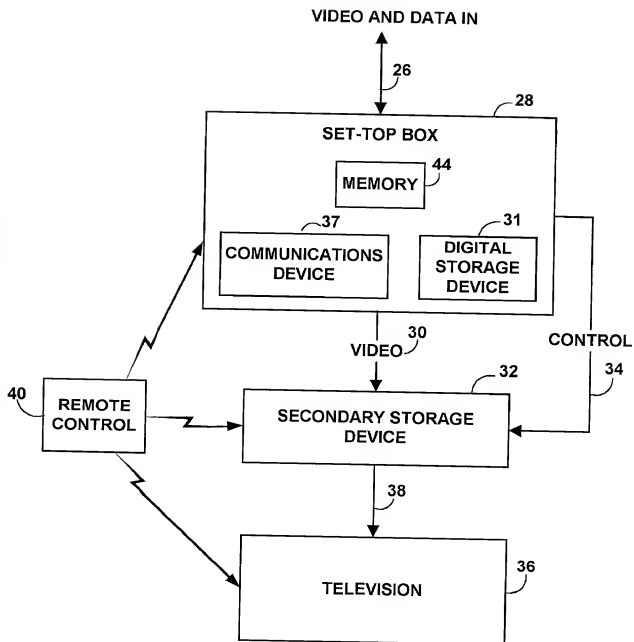 VIDEO AND DATA IN
26
28
SET-TOP BOX
MEMORY
44
37
31
COMMUNICATIONS
DEVICE
DIGITAL
STORAGE
DEVICE
VIDEO
30
CONTROL
34
32
40
REMOTE
CONTROL
SECONDARY STORAGE
DEVICE
38
TELEVISION
36